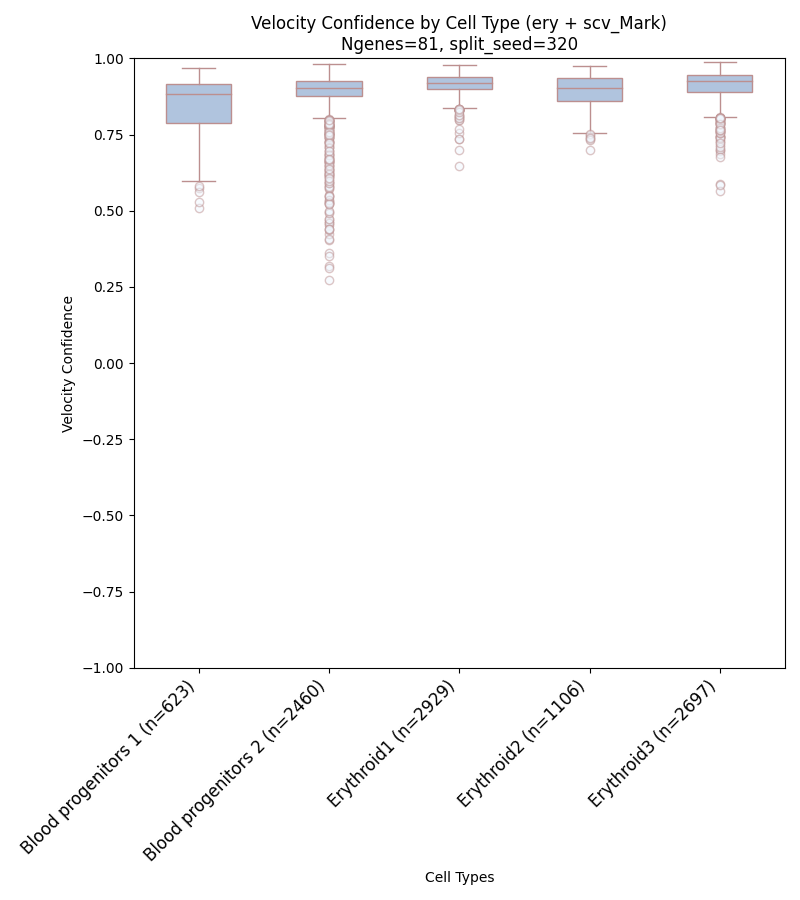 Velocity Confidence by Cell Type (ery + scv_Mark)
Ngenes=81, split_seed=320
Velocity Confidence
1.00
0.75
0.50
0.25
0.00
−0.25
−0.50
−0.75
−1.00
Blood progenitors 1 (n=623)
Blood progenitors 2 (n=2460)
Erythroid1 (n=2929)
Erythroid2 (n=1106)
Erythroid3 (n=2697)
Cell Types